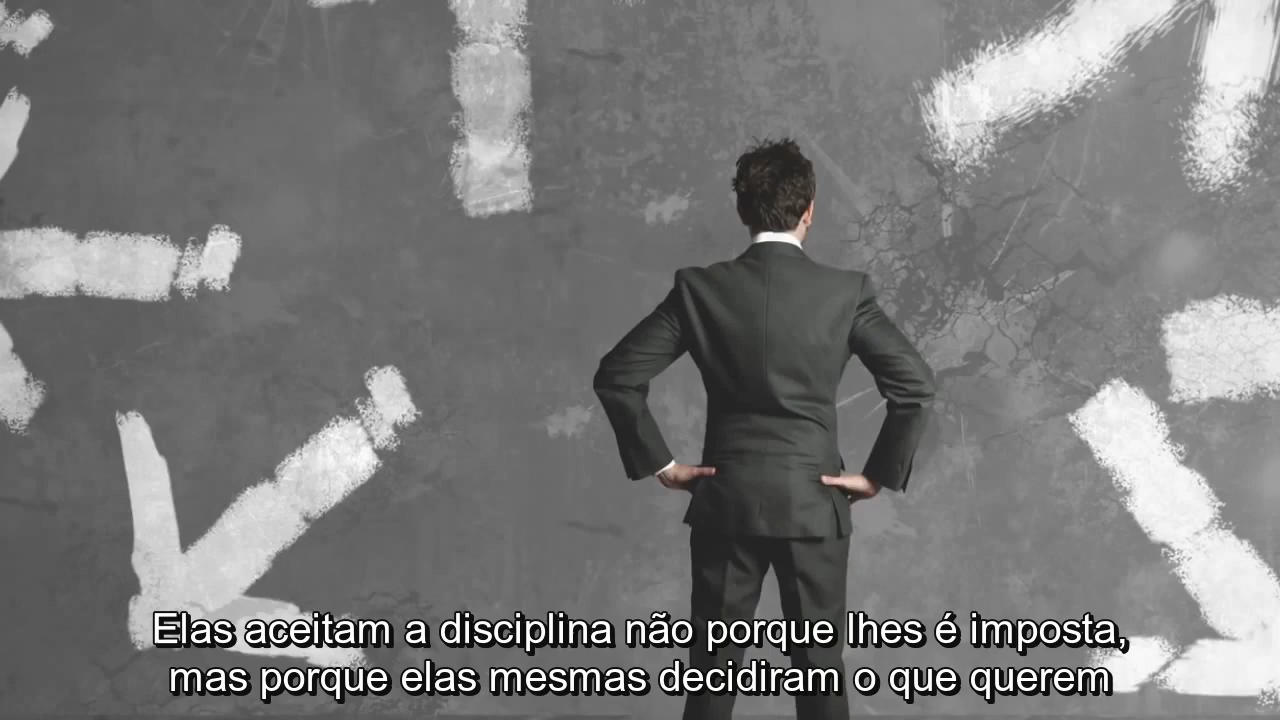 Elas aceitam a disciplina não porque lhes é imposta,
mas porque elas mesmas decidiram o que querem